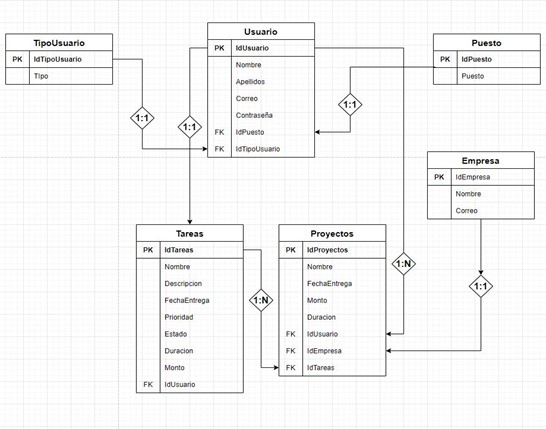 TipoUsuario
PK IdTipoUsuario
Tipo
Usuario
PK IdUsuario
Nombre
Apellidos
Correo
Contraseña
FK IdPuesto
FK IdTipoUsuario
Puesto
PK IdPuesto
Puesto
1:1
1:1
1:1
Empresa
PK IdEmpresa
Nombre
Correo
Tareas
PK IdTareas
Nombre
Descripcion
FechaEntrega
Prioridad
Estado
Duracion
Monto
FK IdUsuario
1:N
Proyectos
PK IdProyectos
Nombre
FechaEntrega
Monto
Duracion
FK IdUsuario
FK IdEmpresa
FK IdTareas
1:N
1:1